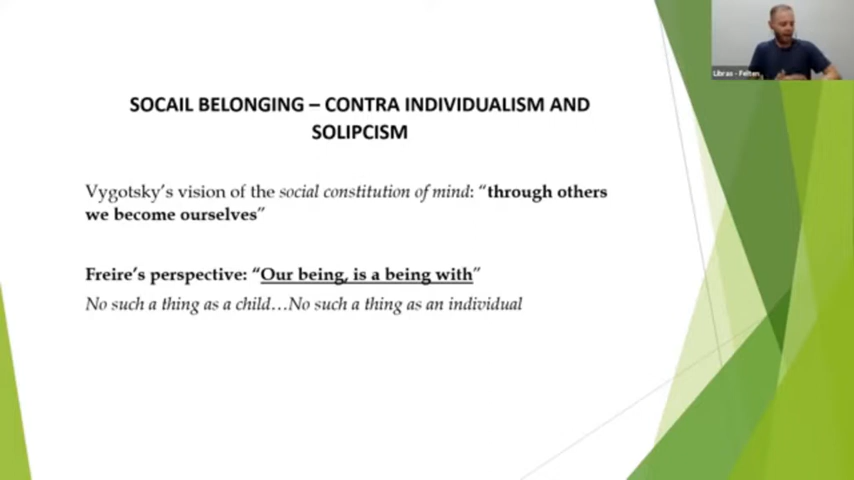 SOCAIL BELONGING – CONTRA INDIVIDUALISM AND
SOLIPCISM
Vygotsky's vision of the social constitution of mind: "through others
we become ourselves"
Freire's perspective: "Our being, is a being with"
No such a thing as a child…No such a thing as an individual
Libras - Felten